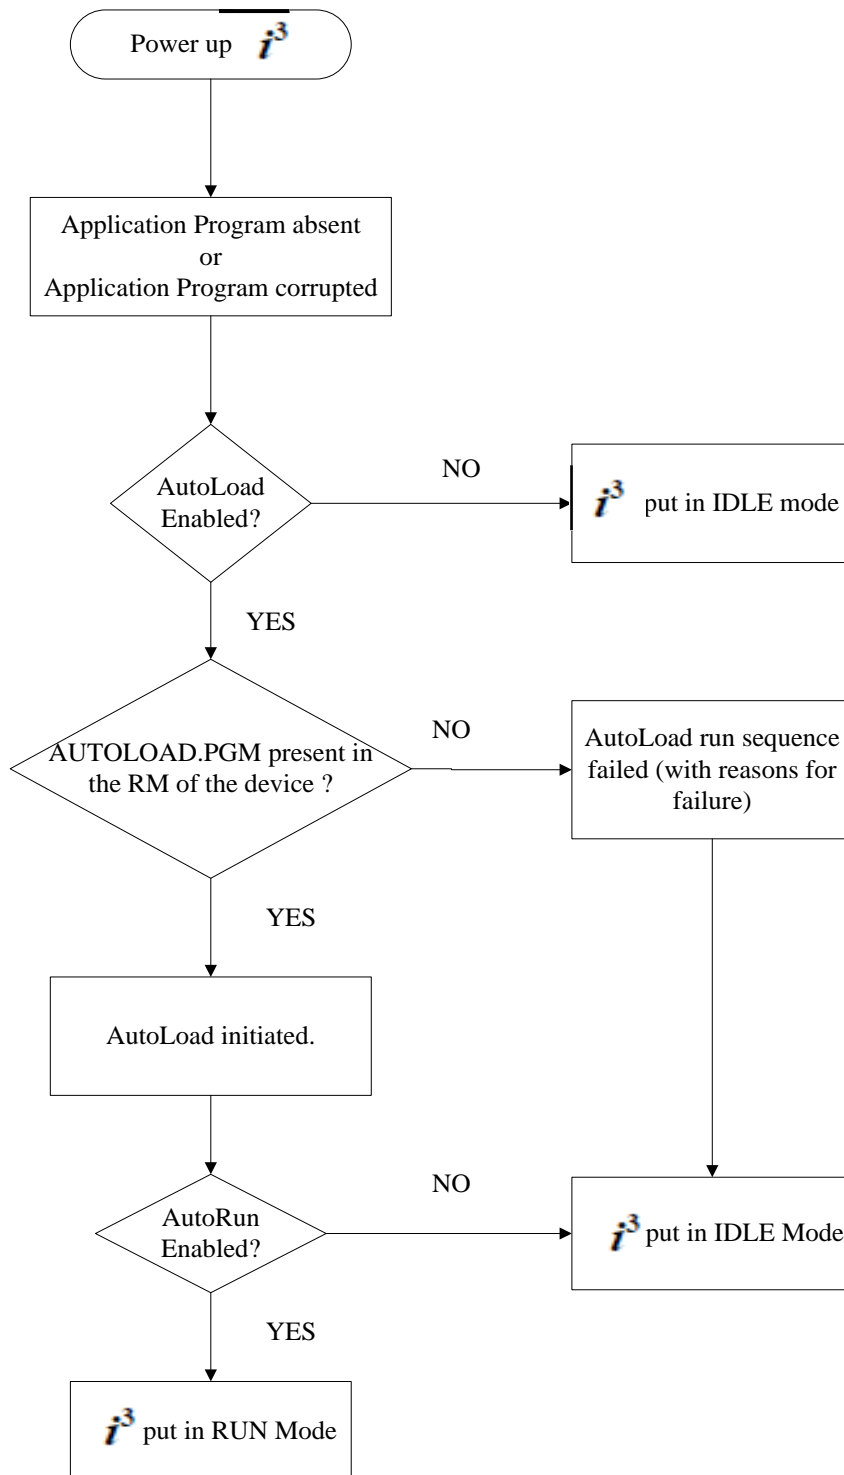 Power up i³
Application Program absent
or
Application Program corrupted
AutoLoad
Enabled?
NO
i³ put in IDLE mode
YES
AUTOLOAD.PGM present in
the RM of the device ?
NO
AutoLoad run sequence
failed (with reasons for
failure)
YES
AutoLoad initiated.
AutoRun
Enabled?
NO
i³ put in IDLE Mode
YES
i³ put in RUN Mode